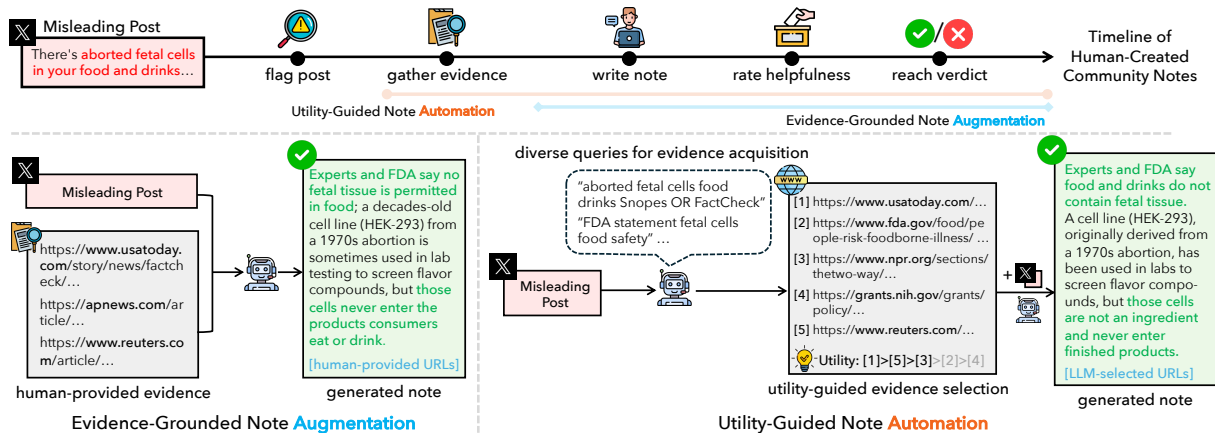 Misleading Post
There's aborted fetal cells
in your food and drinks…
flag post
gather evidence
write note
rate helpfulness
reach verdict
Timeline of
Human-Created
Community Notes
Utility-Guided Note Automation
Evidence-Grounded Note Augmentation
Misleading Post
https://www.usatoday.
com/story/news/factch
eck/…
https://apnews.com/ar
ticle/…
https://www.reuters.co
m/article/…
human-provided evidence
Experts and FDA say no
fetal tissue is permitted
in food; a decades-old
cell line (HEK-293) from
a 1970s abortion is
sometimes used in lab
testing to screen flavor
compounds, but those
cells never enter the
products consumers
eat or drink.
[human-provided URLs]
generated note
Evidence-Grounded Note Augmentation
diverse queries for evidence acquisition
"aborted fetal cells food
drinks Snopes OR FactCheck"
"FDA statement fetal cells
food safety" …
Misleading
Post
WWW
[1] https://www.usatoday.com/…
[2] https://www.fda.gov/food/pe
ople-risk-foodborne-illness/ …
[3] https://www.npr.org/sections/
thetwo-way/…
[4] https://grants.nih.gov/grants/
policy/…
[5] https://www.reuters.com/…
Utility: [1]>[5]>[3]>[2]>[4]
utility-guided evidence selection
+
Experts and FDA say
food and drinks do not
contain fetal tissue.
A cell line (HEK-293),
originally derived from
a 1970s abortion, has
been used in labs to
screen flavor compo-
unds, but those cells
are not an ingredient
and never enter
finished products.
[LLM-selected URLs]
generated note
Utility-Guided Note Automation